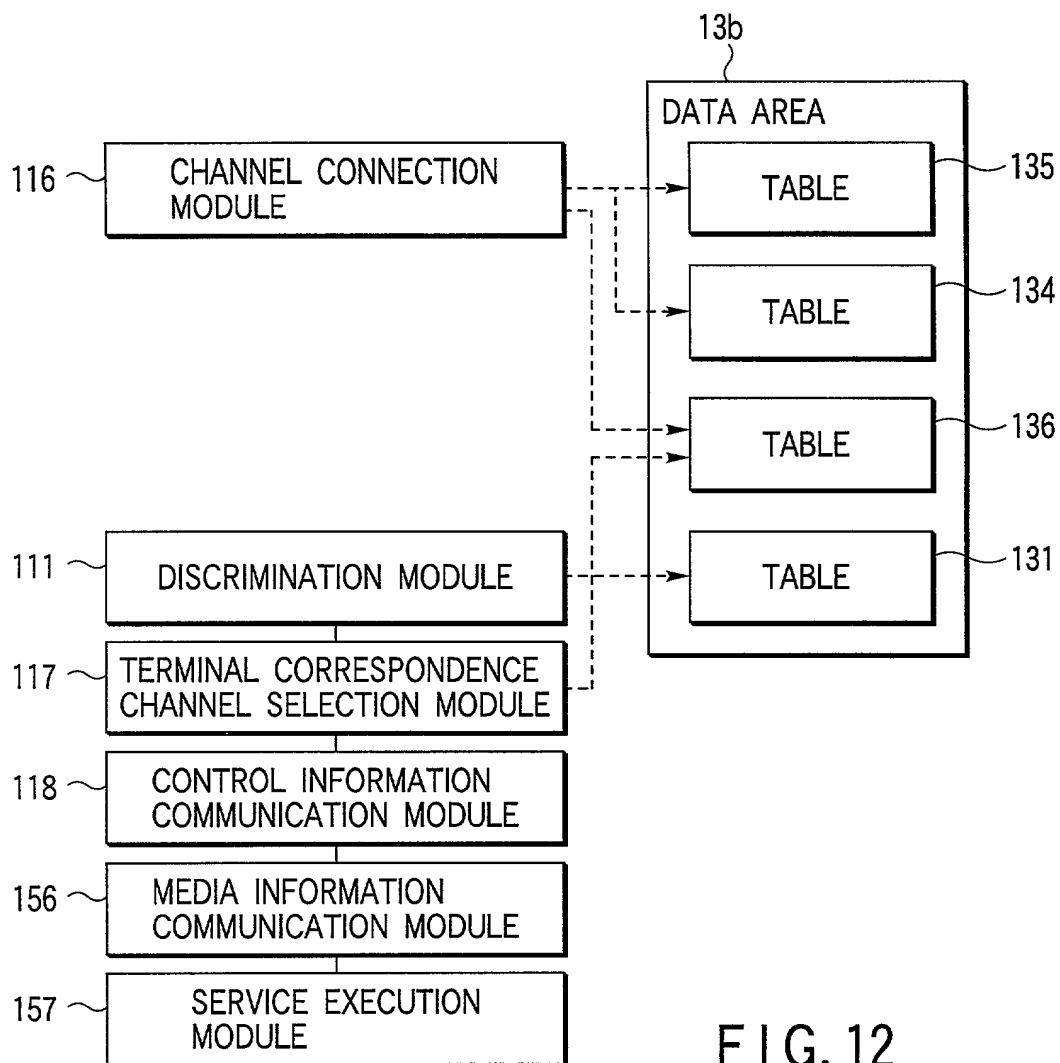 13b
DATA AREA
116
CHANNEL CONNECTION
MODULE
TABLE
135
TABLE
134
TABLE
136
111
DISCRIMINATION MODULE
TABLE
131
117
TERMINAL CORRESPONDENCE
CHANNEL SELECTION MODULE
118
CONTROL INFORMATION
COMMUNICATION MODULE
156
MEDIA INFORMATION
COMMUNICATION MODULE
157
SERVICE EXECUTION
MODULE
FIG. 12